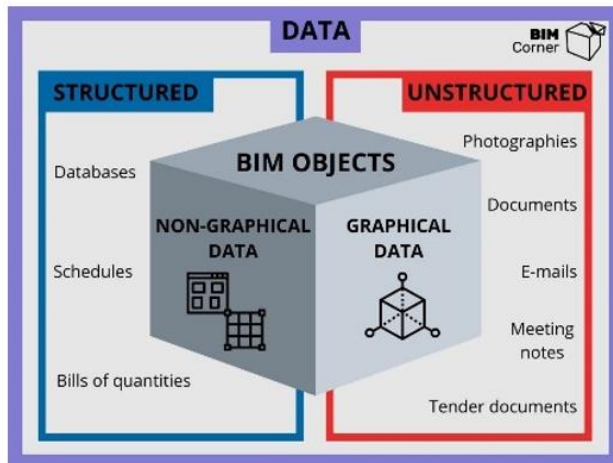 DATA
BIM
Corner
STRUCTURED
UNSTRUCTURED
Databases
Schedules
Bills of quantities
BIM OBJECTS
NON-GRAPHICAL
DATA
GRAPHICAL
DATA
Photographies
Documents
E-mails
Meeting
notes
Tender documents